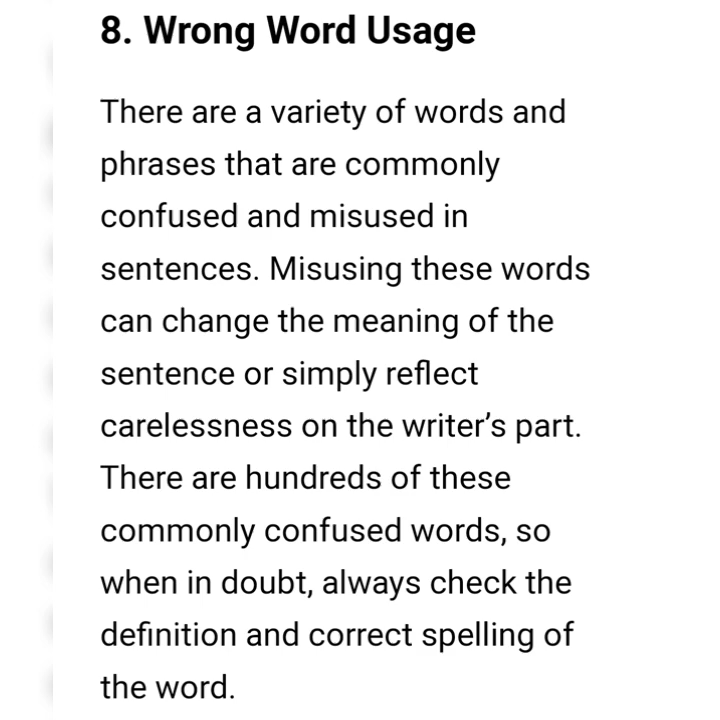 8. Wrong Word Usage
There are a variety of words and
phrases that are commonly
confused and misused in
sentences. Misusing these words
can change the meaning of the
sentence or simply reflect
carelessness on the writer’s part.
There are hundreds of these
commonly confused words, so
when in doubt, always check the
definition and correct spelling of
the word.